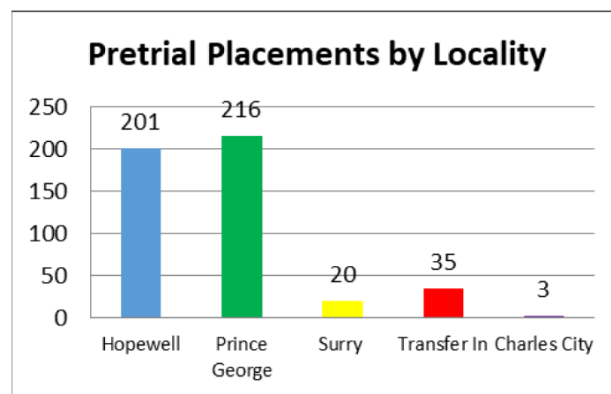 Pretrial Placements by Locality
250
200
150
100
50
0
201
216
20
35
3
Hopewell
Prince
George
Surry
Transfer In
Charles City